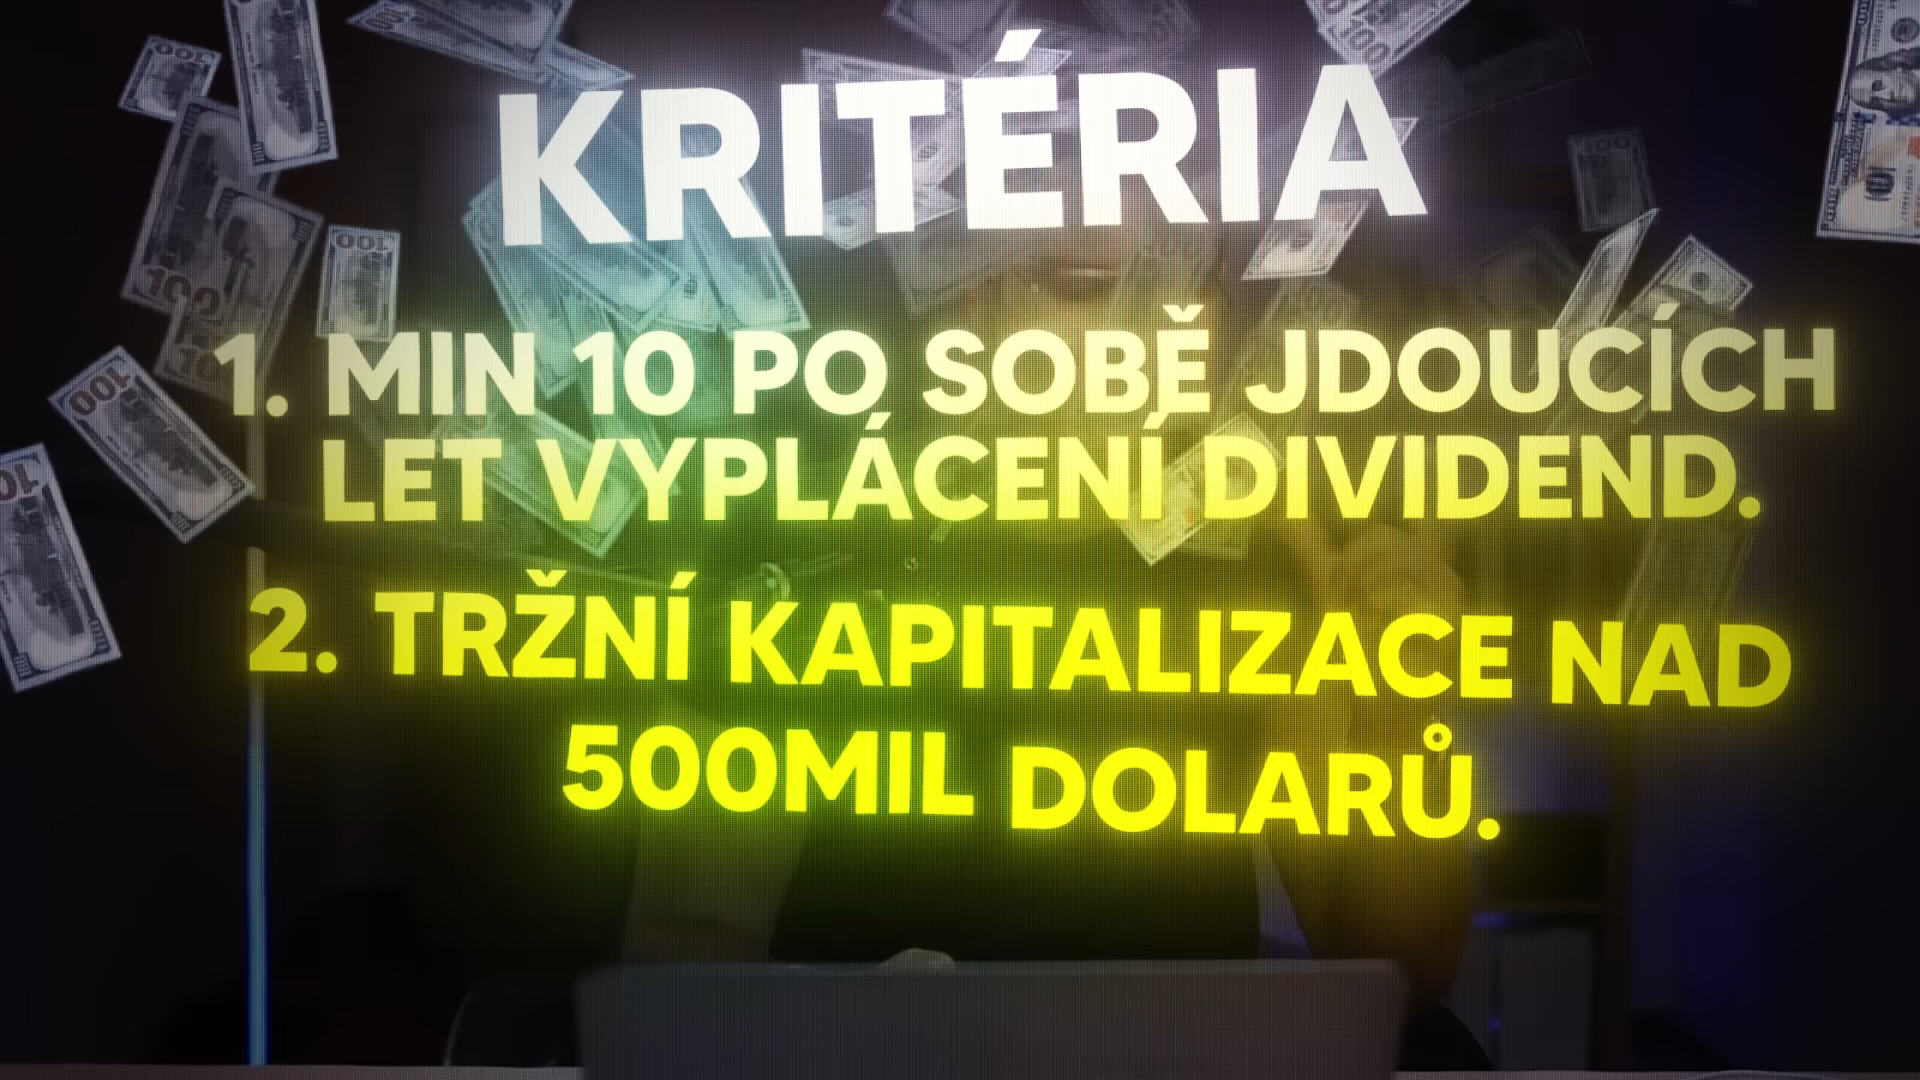 KRITÉRIA
1. MIN 10 PO SOBĚ JDOUCÍCH
LET VYPLÁCENÍ DIVIDEND.
2. TRŽNÍ KAPITALIZACE NAD
500MIL DOLARŮ.